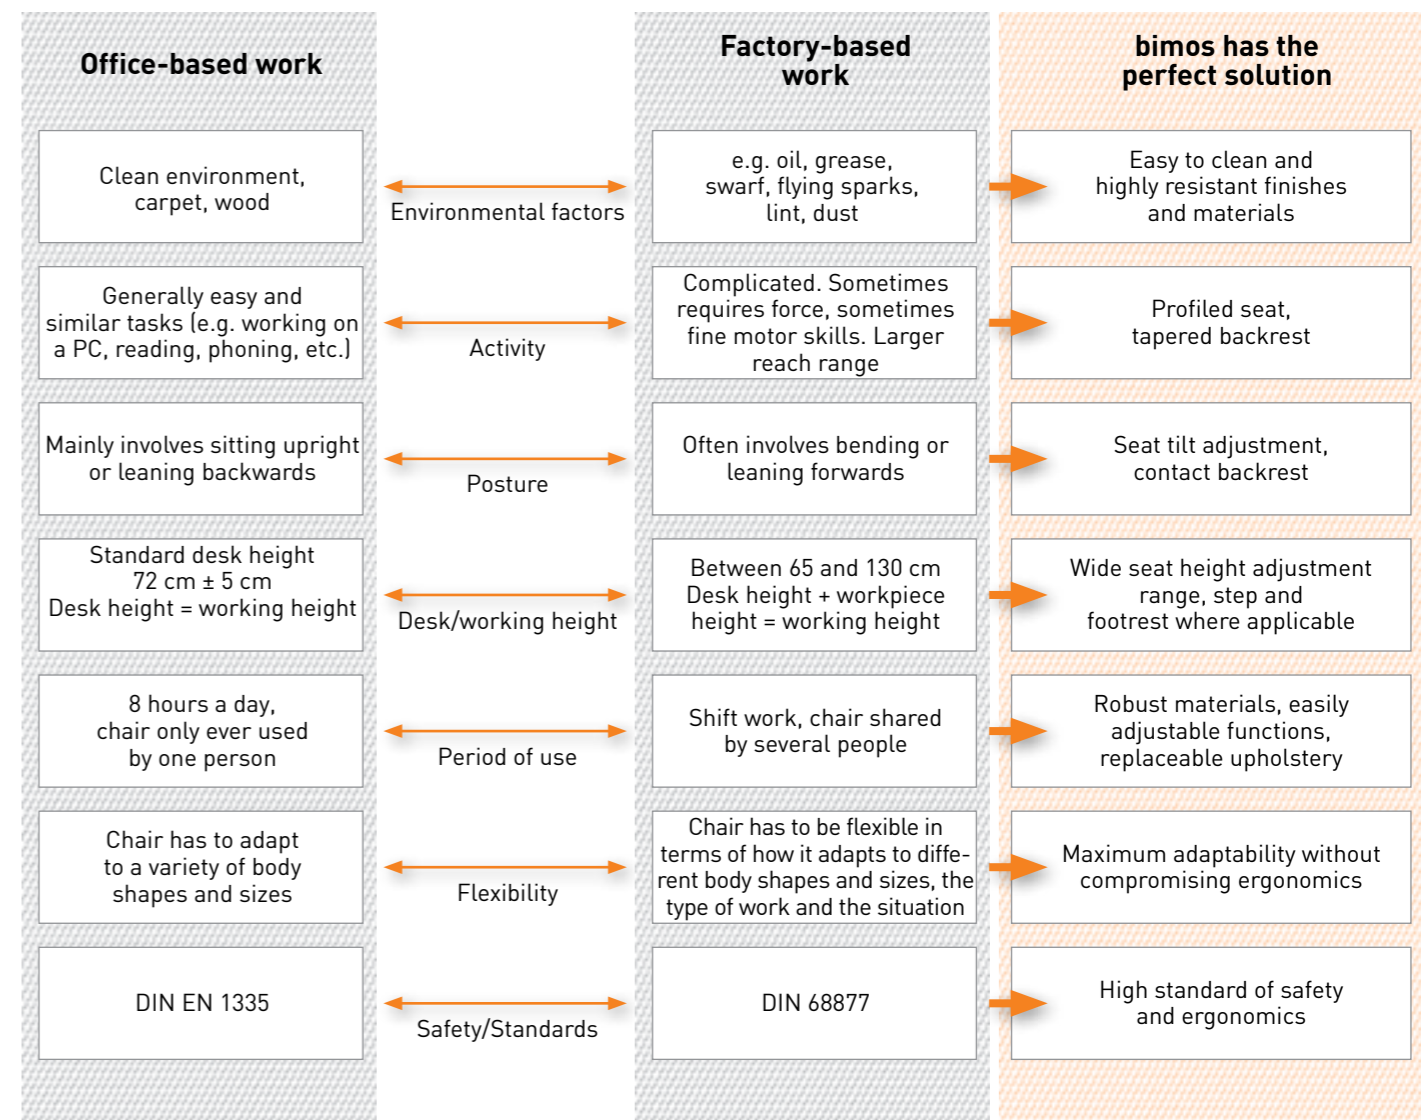 Office-based work
Factory-based
work
bimos has the
perfect solution
Clean environment,
carpet, wood
Environmental factors
e.g. oil, grease,
swarf, flying sparks,
lint, dust
Easy to clean and
highly resistant finishes
and materials
Generally easy and
similar tasks (e.g. working on
a PC, reading, phoning, etc.)
Activity
Complicated. Sometimes
requires force, sometimes
fine motor skills. Larger
reach range
Profiled seat,
tapered backrest
Mainly involves sitting upright
or leaning backwards
Posture
Often involves bending or
leaning forwards
Seat tilt adjustment,
contact backrest
Standard desk height
72 cm ± 5 cm
Desk height = working height
Desk/working height
Between 65 and 130 cm
Desk height + workpiece
height = working height
Wide seat height adjustment
range, step and
footrest where applicable
8 hours a day,
chair only ever used
by one person
Period of use
Shift work, chair shared
by several people
Robust materials, easily
adjustable functions,
replaceable upholstery
Chair has to adapt
to a variety of body
shapes and sizes
Flexibility
Chair has to be flexible in
terms of how it adapts to diffe-
rent body shapes and sizes, the
type of work and the situation
Maximum adaptability without
compromising ergonomics
DIN EN 1335
Safety/Standards
DIN 68877
High standard of safety
and ergonomics